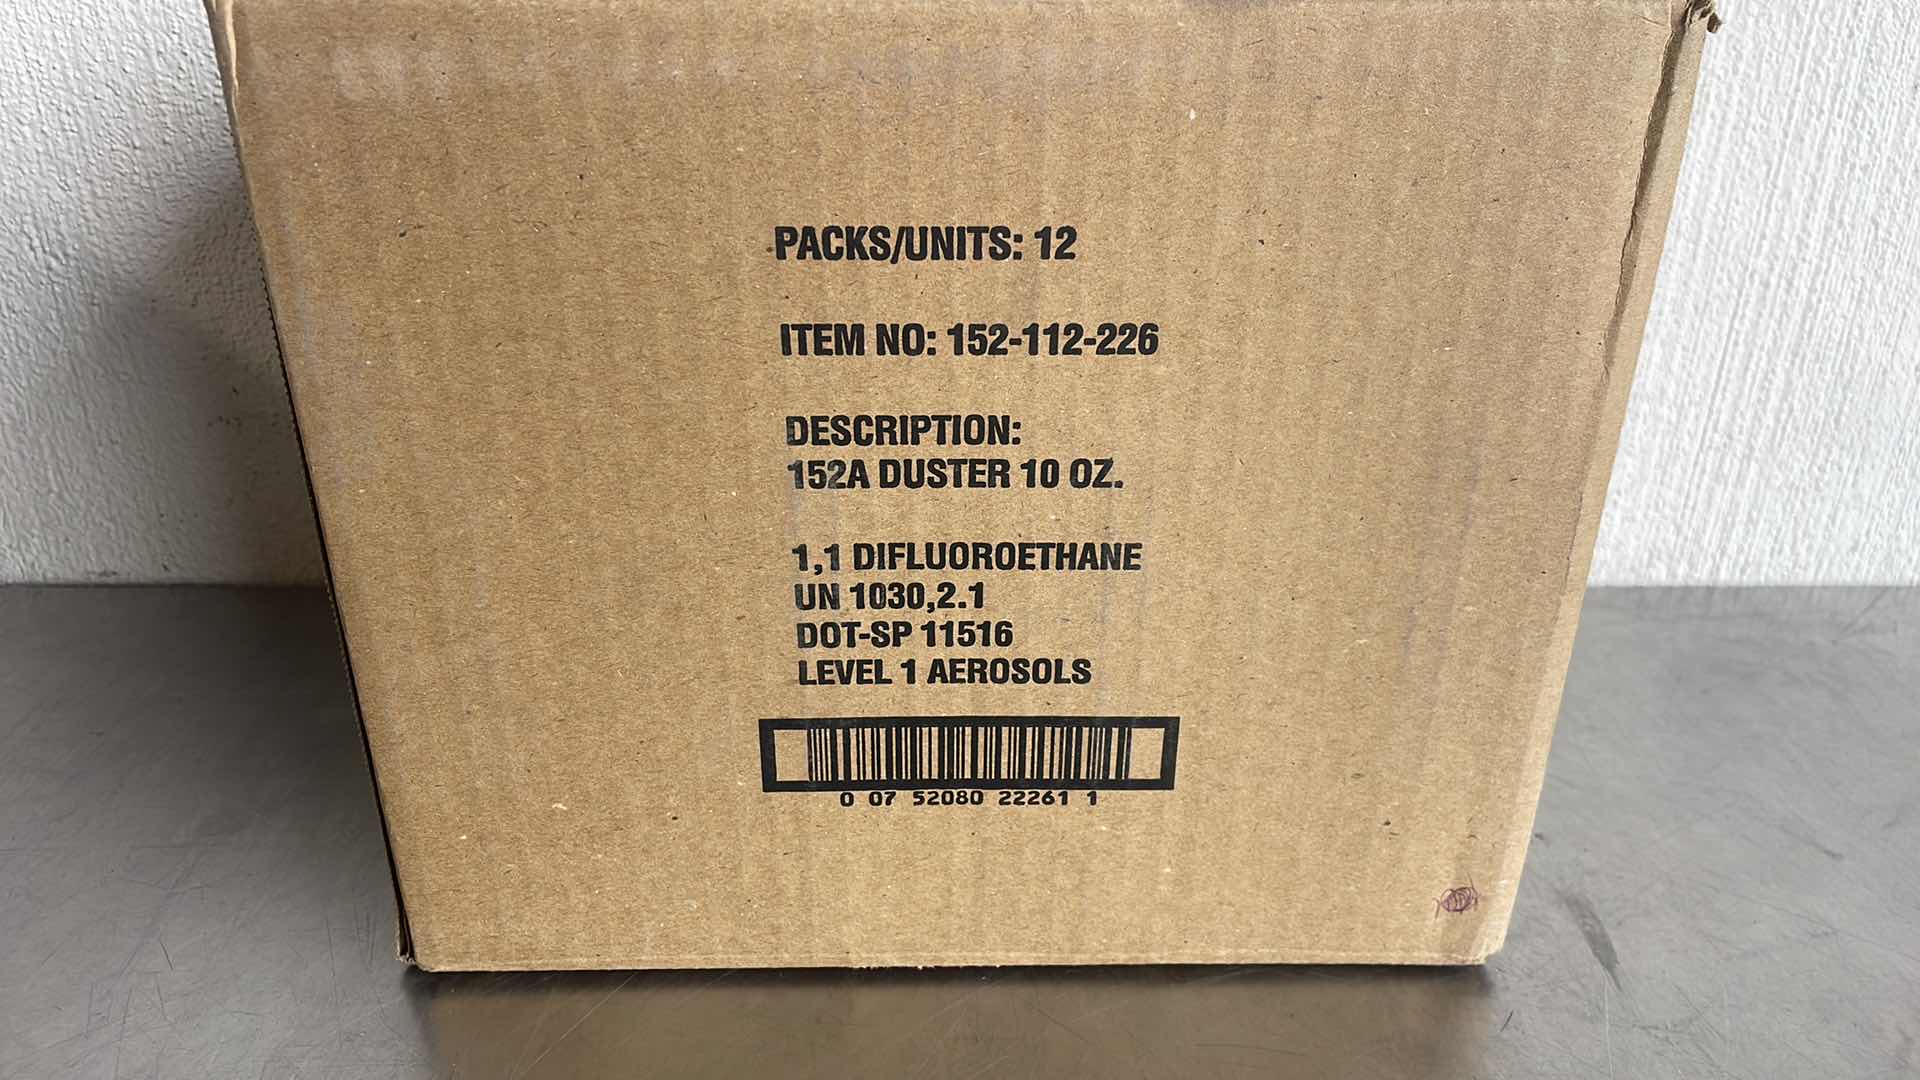 PACKS/UNITS: 12
ITEM NO: 152-112-226
DESCRIPTION:
152A DUSTER 10 OZ.
1,1 DIFLUOROETHANE
UN 1030,2.1
DOT-SP 11516
LEVEL 1 AEROSOLS
0 07 52080 22261 1